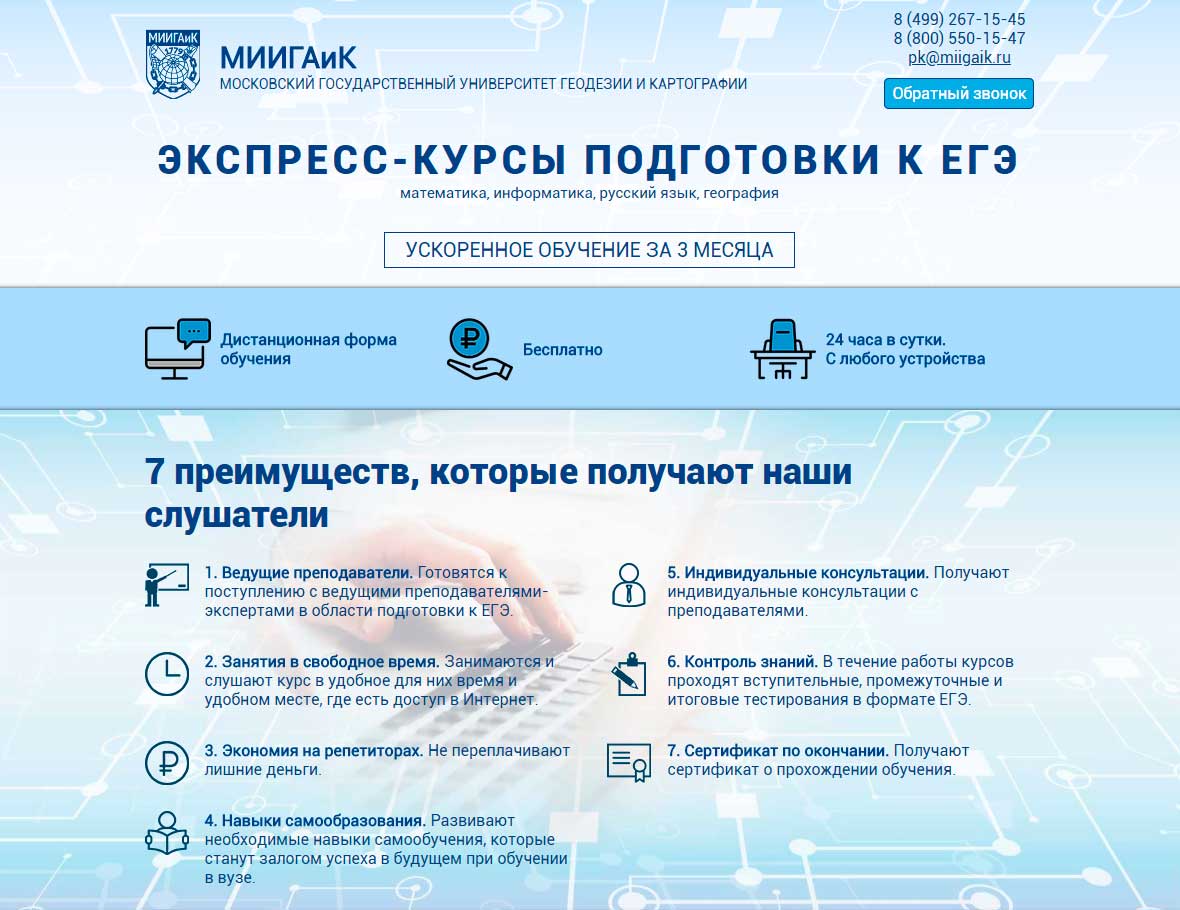 МИИГАиК
1779
МИИГАиК
МОСКОВСКИЙ ГОСУДАРСТВЕННЫЙ УНИВЕРСИТЕТ ГЕОДЕЗИИ И КАРТОГРАФИИ
8 (499) 267-15-45
8 (800) 550-15-47
pk@miigaik.ru
Обратный звонок
ЭКСПРЕСС-КУРСЫ ПОДГОТОВКИ К ЕГЭ
математика, информатика, русский язык, география
УСКОРЕННОЕ ОБУЧЕНИЕ ЗА 3 МЕСЯЦА
Дистанционная форма
обучения
Бесплатно
24 часа в сутки.
С любого устройства
7 преимуществ, которые получают наши
слушатели
1. Ведущие преподаватели. Готовятся к
поступлению с ведущими преподавателями-
экспертами в области подготовки к ЕГЭ.
2. Занятия в свободное время. Занимаются и
слушают курс в удобное для них время и
удобном месте, где есть доступ в Интернет.
3. Экономия на репетиторах. Не переплачивают
лишние деньги.
4. Навыки самообразования. Развивают
необходимые навыки самообучения, которые
станут залогом успеха в будущем при обучении
в вузе.
5. Индивидуальные консультации. Получают
индивидуальные консультации с
преподавателями.
6. Контроль знаний. В течение работы курсов
проходят вступительные, промежуточные и
итоговые тестирования в формате ЕГЭ.
7. Сертификат по окончании. Получают
сертификат о прохождении обучения.